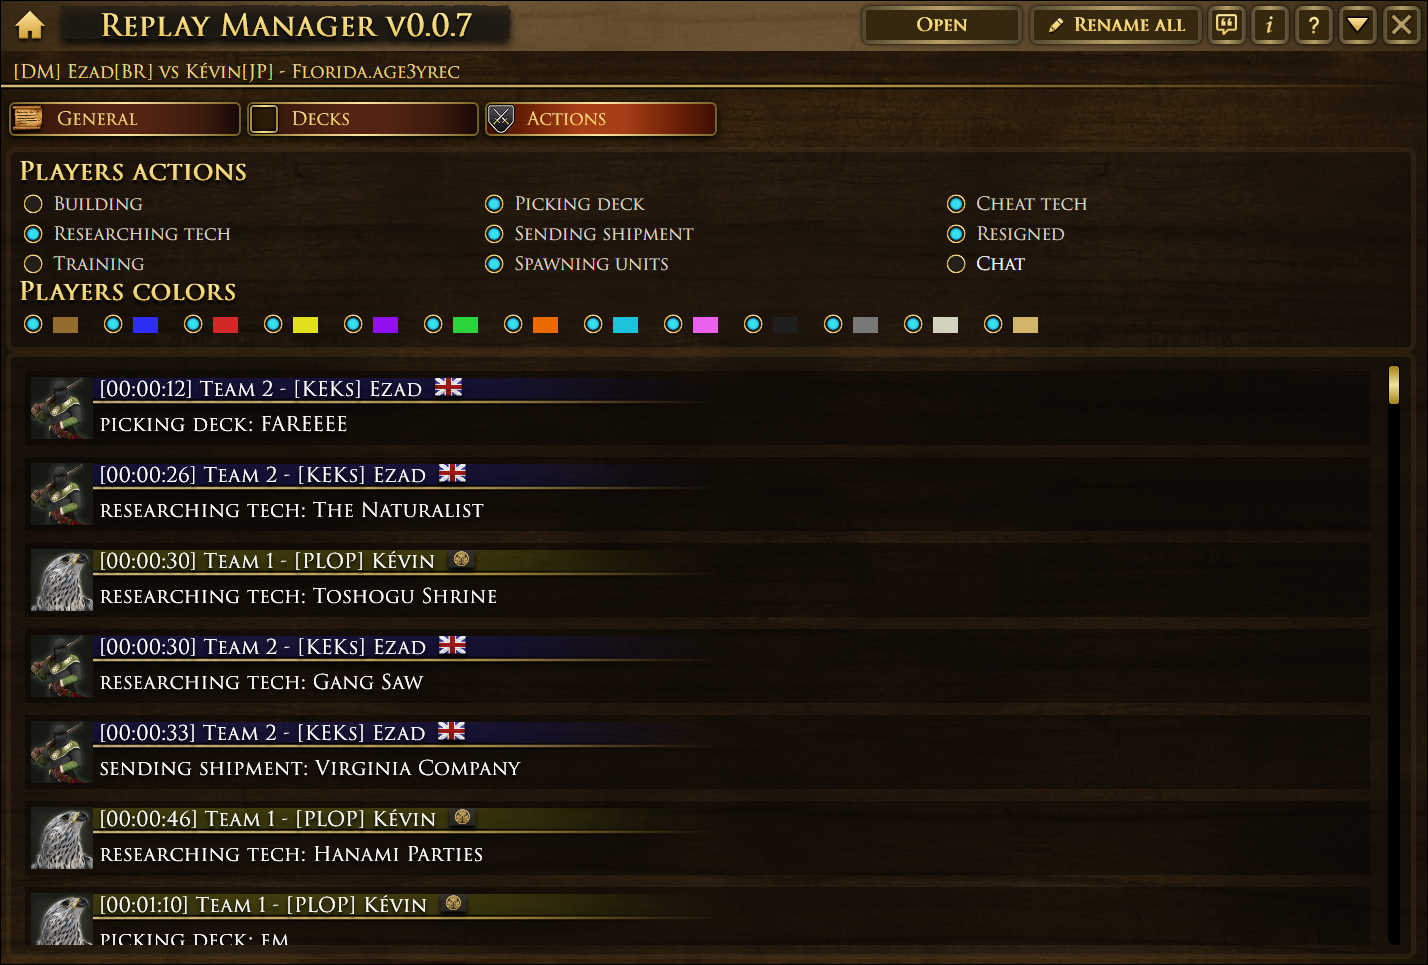 Replay Manager v0.0.7
Open
Rename all
i
?
[DM] Ezad[BR] vs Kévin[JP] - Florida.age3yrec
General
Decks
Actions
Players actions
Building
Picking deck
Cheat tech
Researching tech
Sending shipment
Resigned
Training
Spawning units
Chat
Players colors
[00:00:12] Team 2 - [KEKs] Ezad
picking deck: FAREEEE
[00:00:26] Team 2 - [KEKs] Ezad
researching tech: The Naturalist
[00:00:30] Team 1 - [PLOP] Kévin
researching tech: Toshogu Shrine
[00:00:30] Team 2 - [KEKs] Ezad
researching tech: Gang Saw
[00:00:33] Team 2 - [KEKs] Ezad
sending shipment: Virginia Company
[00:00:46] Team 1 - [PLOP] Kévin
researching tech: Hanami Parties
[00:01:10] Team 1 - [PLOP] Kévin
picking deck: em